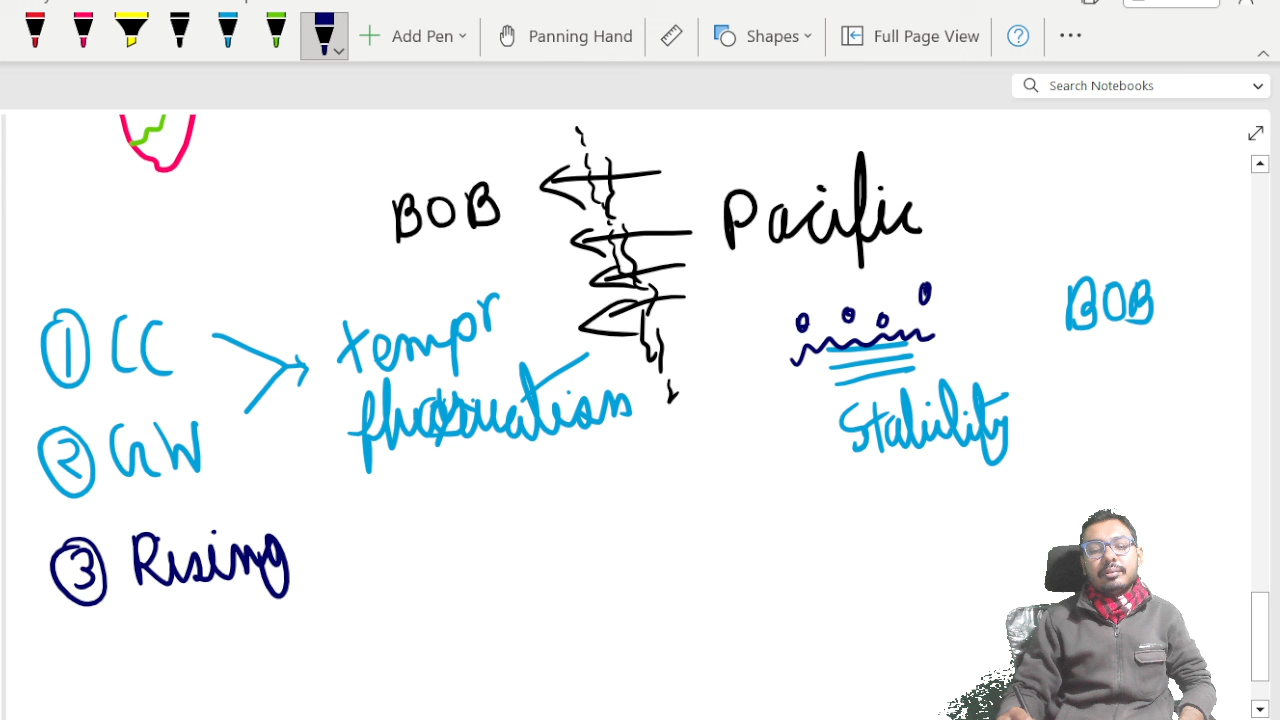 Add Pen
Panning Hand
Shapes
Full Page View
Search Notebooks
BOB
Pacific
BOB
① CC
tempr
fluctuations
Stability
② GW
③ Rising